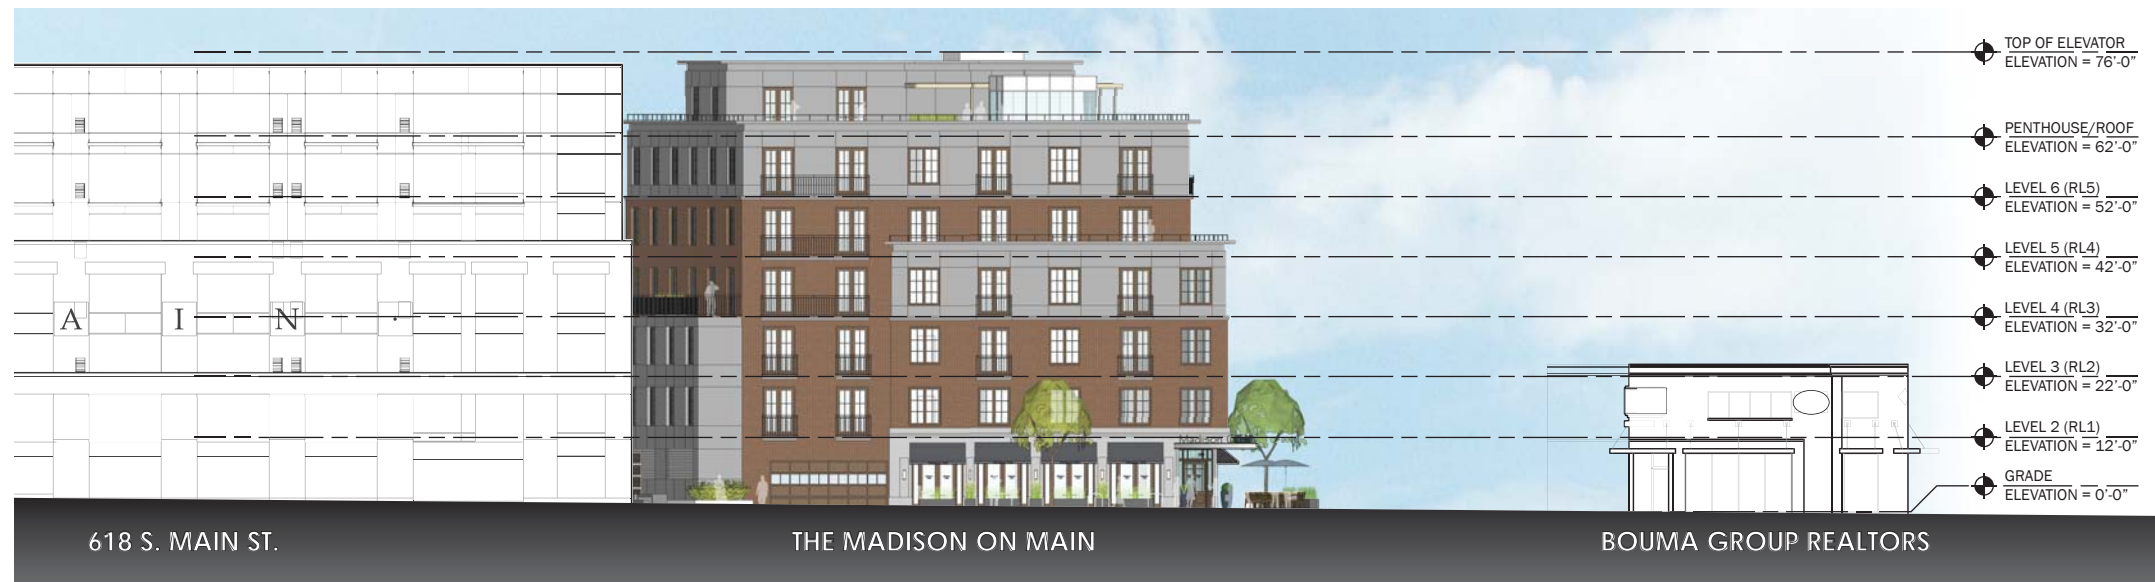 TOP OF ELEVATOR
ELEVATION = 76'-0"
PENTHOUSE/ROOF
ELEVATION = 62'-0"
LEVEL 6 (RL5)
ELEVATION = 52'-0"
LEVEL 5 (RL4)
ELEVATION = 42'-0"
A I N .
LEVEL 4 (RL3)
ELEVATION = 32'-0"
LEVEL 3 (RL2)
ELEVATION = 22'-0"
LEVEL 2 (RL1)
ELEVATION = 12'-0"
GRADE
ELEVATION = 0'-0"
618 S. MAIN ST.
THE MADISON ON MAIN
BOUMA GROUP REALTORS